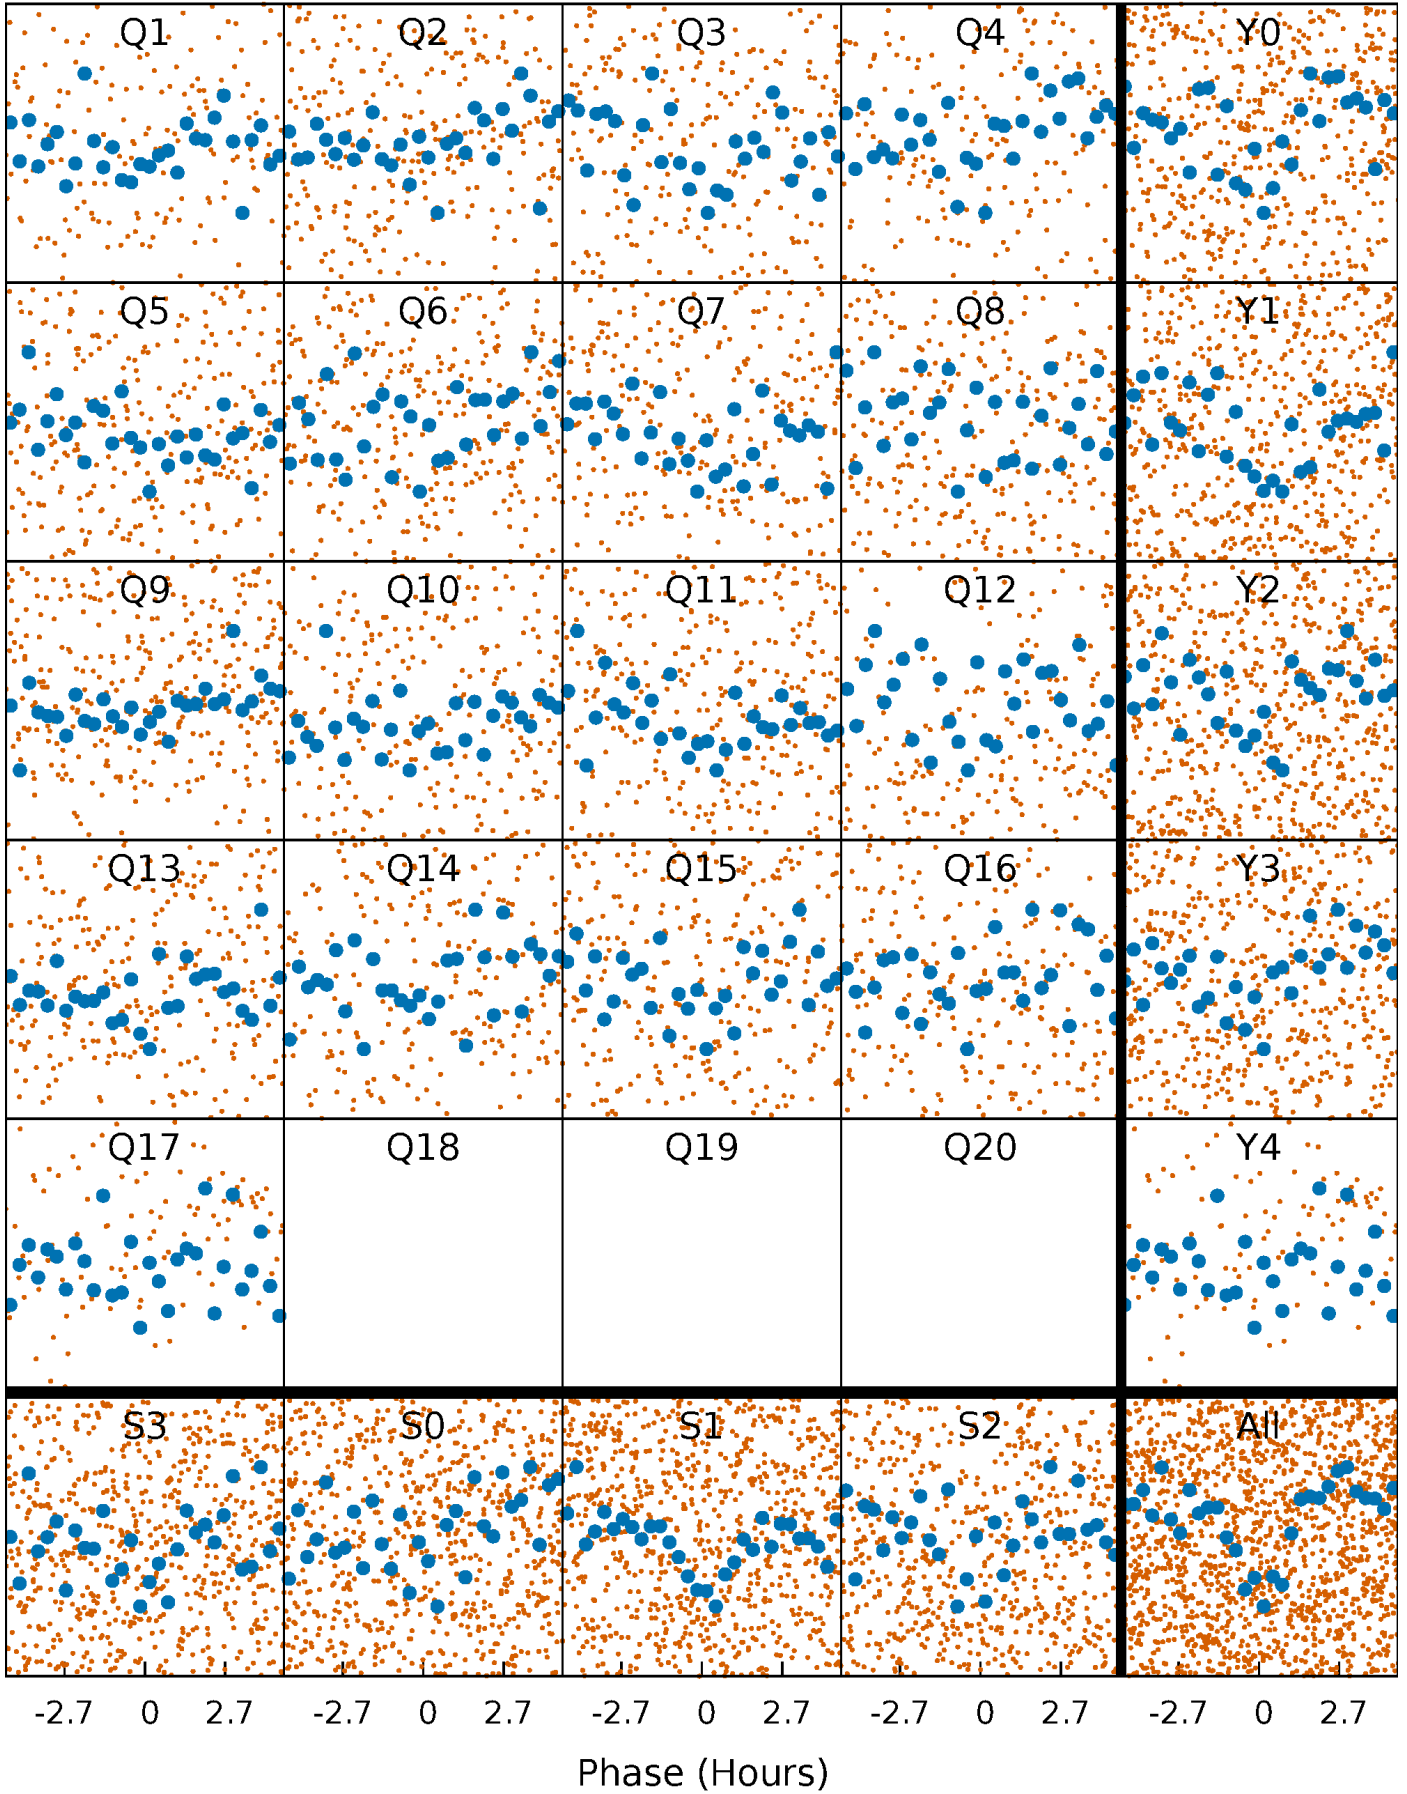 Q1 Q2 Q3 Q4 Y0
Q5 Q6 Q7 Q8 Y1
Q9 Q10 Q11 Q12 Y2
Q13 Q14 Q15 Q16 Y3
Q17 Q18 Q19 Q20 Y4
S3 S0 S1 S2 All
-2.7 0 2.7 -2.7 0 2.7 -2.7 0 2.7 -2.7 0 2.7 -2.7 0 2.7
Phase (Hours)